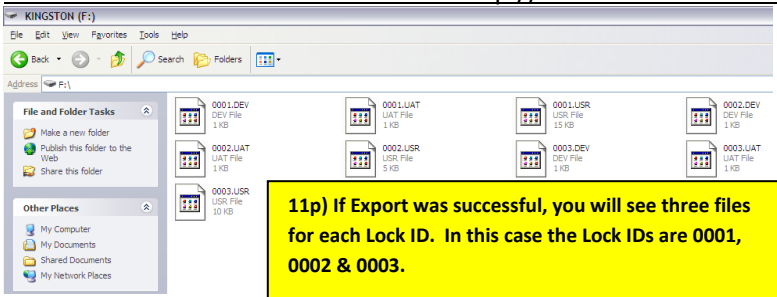 KINGSTON (F:)
File Edit View Favorites Tools Help
Back Search Folders
Address F:\
File and Folder Tasks
Make a new folder
Publish this folder to the
Web
Share this folder
Other Places
My Computer
My Documents
Shared Documents
My Network Places
0001.DEV
DEV File
1 KB
0001.UAT
UAT File
1 KB
0001.USR
USR File
15 KB
0002.DEV
DEV File
1 KB
0002.UAT
UAT File
1 KB
0002.USR
USR File
5 KB
0003.DEV
DEV File
1 KB
0003.UAT
UAT File
1 KB
0003.USR
USR File
10 KB
11p) If Export was successful, you will see three files
for each Lock ID. In this case the Lock IDs are 0001,
0002 & 0003.